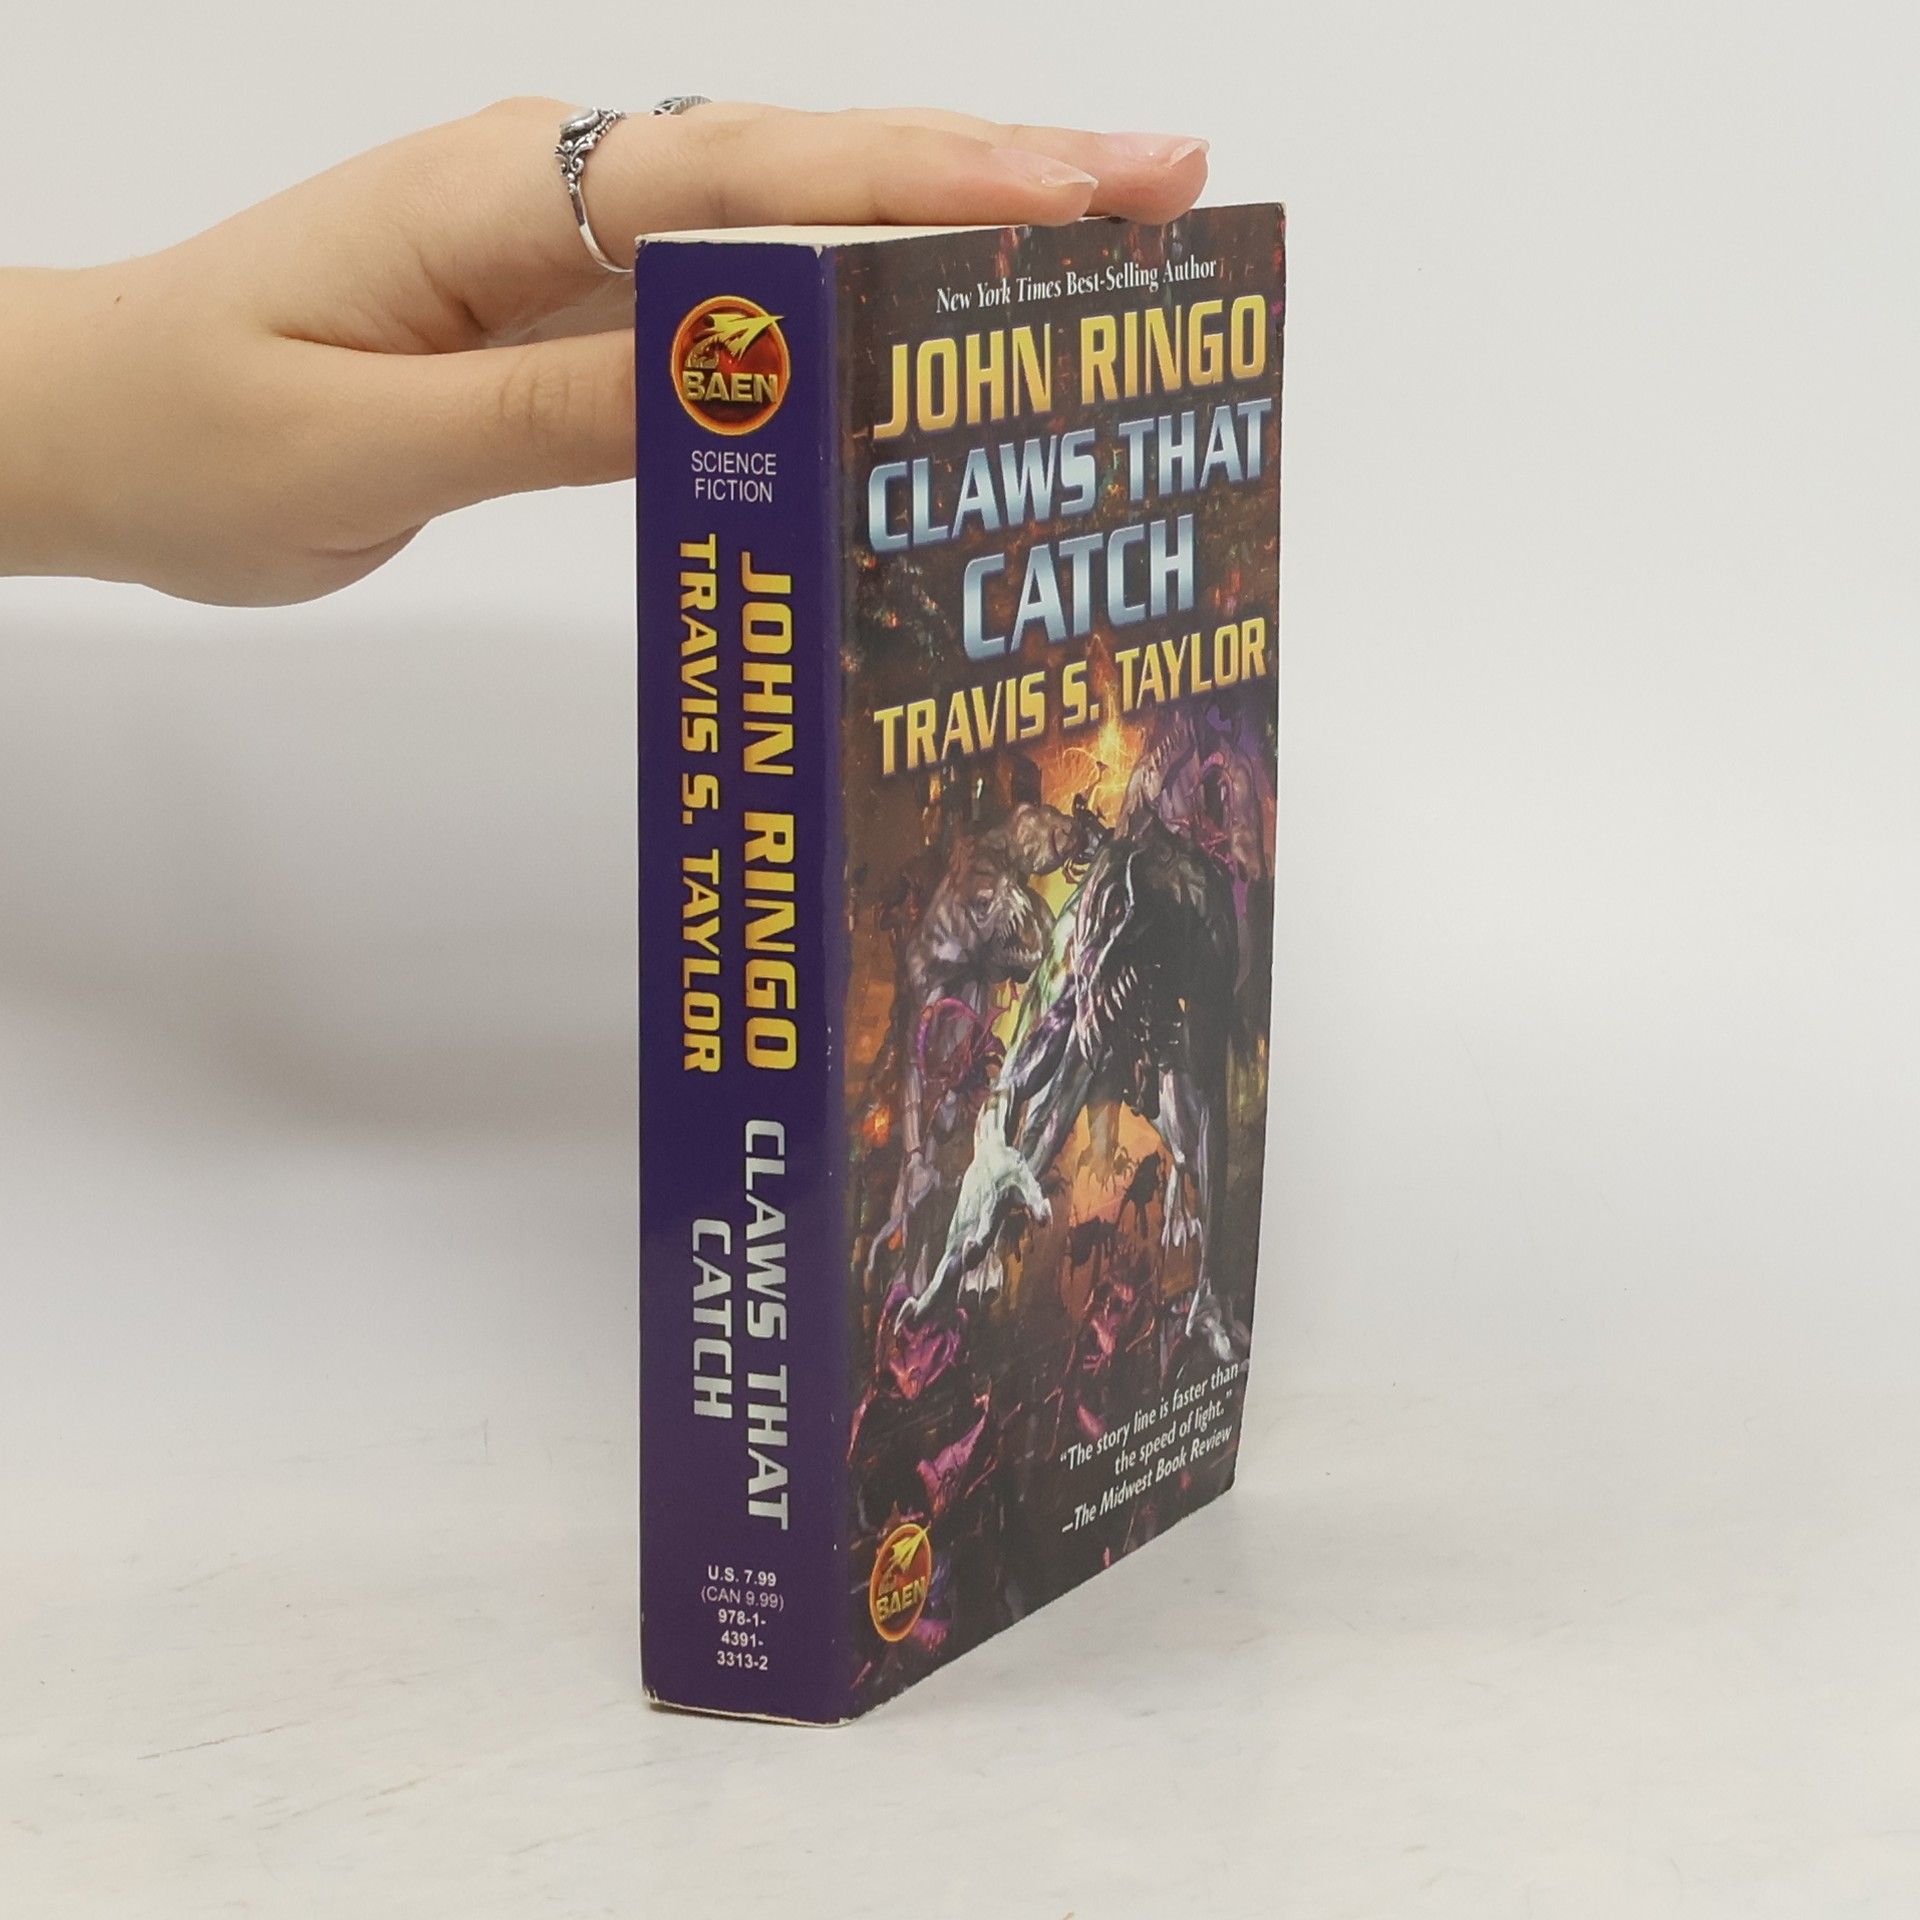 BAEN
SCIENCE
FICTION
JOHN RINGO
TRAVIS S. TAYLOR
CLAWS THAT
CATCH
U.S. 7.99
(CAN 9.99)
978-1-
4391-
3313-2
New York Times Best-Selling Author
JOHN RINGO
CLAWS THAT
CATCH
TRAVIS S. TAYLOR
“The story line is faster than
the speed of light.”
—The Midwest Book Review
BAEN